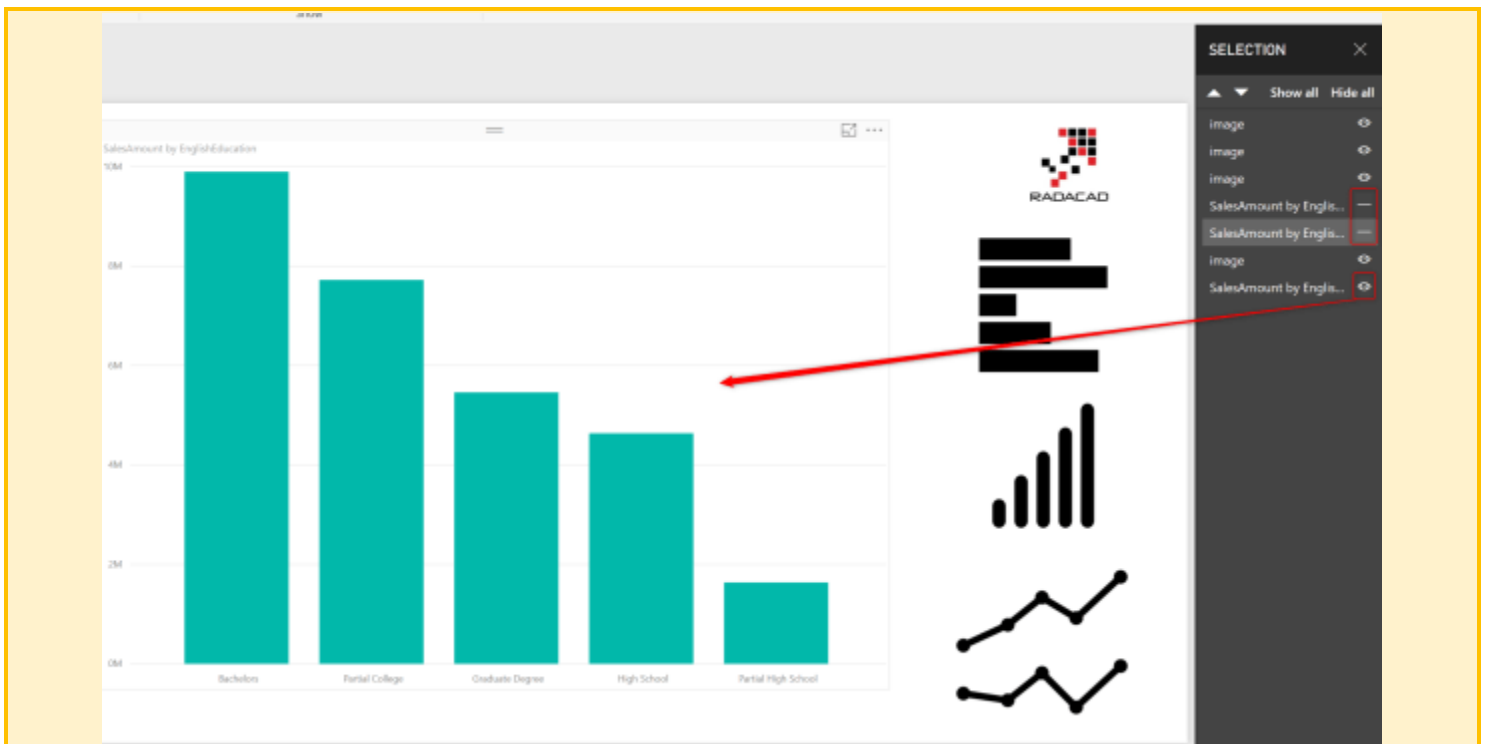 Show
SELECTION
Show all Hide all
image
image
image
SalesAmount by Englis...
SalesAmount by Englis...
image
SalesAmount by Englis...
SalesAmount by EnglishEducation
10M
8M
6M
4M
2M
0M
Bachelors Partial College Graduate Degree High School Partial High School
RADACAD